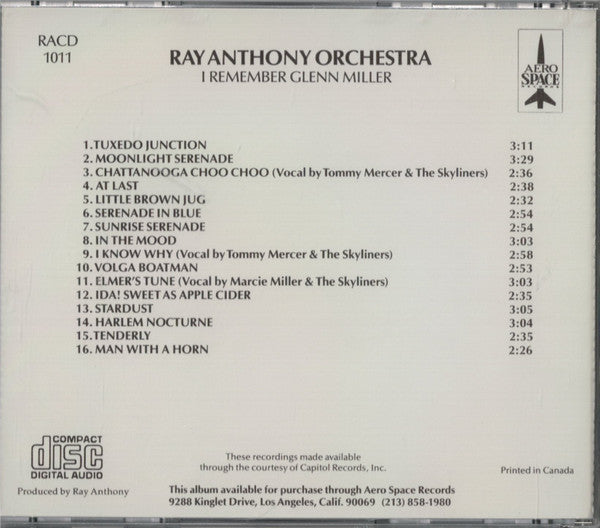 RACD
1011
RAY ANTHONY ORCHESTRA
I REMEMBER GLENN MILLER
AERO
SPACE
RECORDS
1. TUXEDO JUNCTION 3:11
2. MOONLIGHT SERENADE 3:29
3. CHATTANOOGA CHOO CHOO (Vocal by Tommy Mercer & The Skyliners) 2:36
4. AT LAST 2:38
5. LITTLE BROWN JUG 2:32
6. SERENADE IN BLUE 2:54
7. SUNRISE SERENADE 2:54
8. IN THE MOOD 3:03
9. I KNOW WHY (Vocal by Tommy Mercer & The Skyliners) 2:58
10. VOLGA BOATMAN 2:53
11. ELMER'S TUNE (Vocal by Marcie Miller & The Skyliners) 3:03
12. IDA! SWEET AS APPLE CIDER 2:35
13. STARDUST 3:05
14. HARLEM NOCTURNE 3:04
15. TENDERLY 2:35
16. MAN WITH A HORN 2:26
COMPACT
disc
DIGITAL AUDIO
Produced by Ray Anthony
These recordings made available
through the courtesy of Capitol Records, Inc.
This album available for purchase through Aero Space Records
9288 Kinglet Drive, Los Angeles, Calif. 90069 (213) 858-1980
Printed in Canada